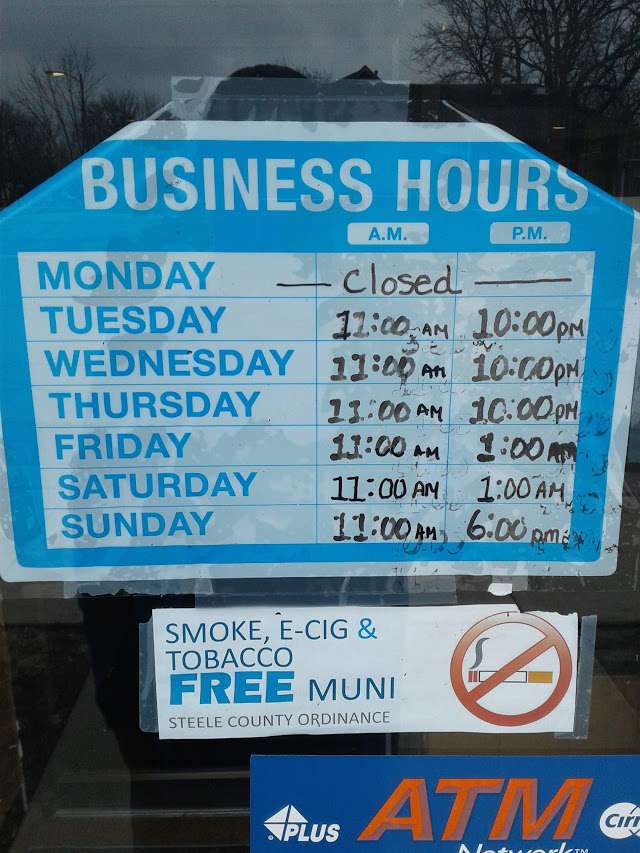 BUSINESS HOURS
A.M. P.M.
MONDAY — Closed —
TUESDAY 11:00 AM 10:00 PM
WEDNESDAY 11:00 AM 10:00 PM
THURSDAY 11:00 AM 10:00 PM
FRIDAY 11:00 AM 1:00 AM
SATURDAY 11:00 AM 1:00 AM
SUNDAY 11:00 AM 6:00 pm
SMOKE, E-CIG &
TOBACCO
FREE MUNI
STEELE COUNTY ORDINANCE
PLUS ATM Cirr
Network™